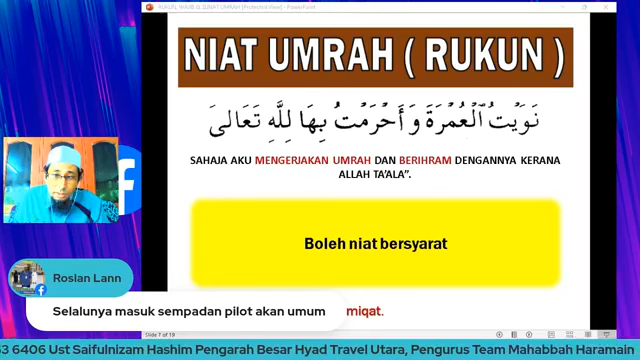 RUKUN, WAJIB & SUNAT UMRAH [Protected View] - PowerPoint
NIAT UMRAH ( RUKUN )
نَوَيْتُ الْعُمْرَةَ وَ أَحْرَمْتُ بِهَا لِلَّهِ تَعَالىَ
SAHAJA AKU MENGERJAKAN UMRAH DAN BERIHRAM DENGANNYA KERANA
ALLAH TA'ALA”.
Boleh niat bersyarat
Roslan Lann
Selalunya masuk sempadan pilot akan umum
miqat.
Slide 7 of 19
6406 Ust Saifulnizam Hashim Pengarah Besar Hyad Travel Utara, Pengurus Team Mahabbah Haramain